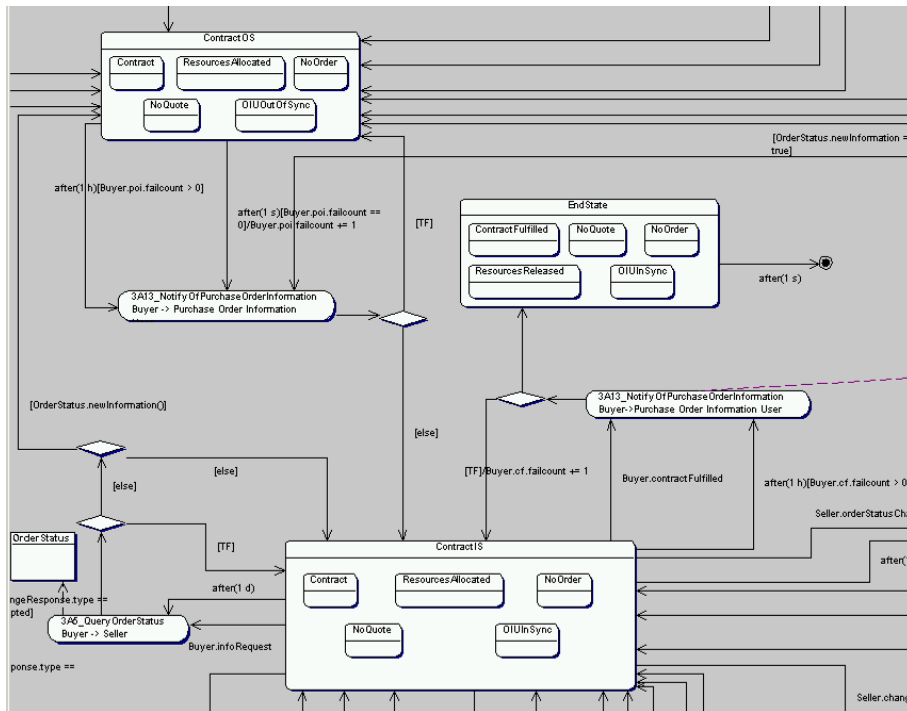 ContractOS
Contract
ResourcesAllocated
NoOrder
NoQuote
OIUOutOfSync
[OrderStatus.newInformation =
true]
after(1 h)[Buyer.poi.failcount > 0]
after(1 s)[Buyer.poi.failcount ==
0]/Buyer.poi.failcount += 1
[TF]
EndState
ContractFulfilled
NoQuote
NoOrder
ResourcesReleased
OIUInSync
after(1 s)
3A13_NotifyOfPurchaseOrderInformation
Buyer -> Purchase Order Information
[OrderStatus.newInformation()]
[else]
3A13_NotifyOfPurchaseOrderInformation
Buyer->Purchase Order Information User
[else]
[TF]/Buyer.cf.failcount += 1
Buyer.contractFulfilled
after(1 h)[Buyer.cf.failcount > 0
[else]
Seller.orderStatusCha
OrderStatus
[TF]
ContractIS
Contract
ResourcesAllocated
NoOrder
after(1 d)
after(
ngeResponse.type ==
pted]
3A5_QueryOrderStatus
Buyer -> Seller
NoQuote
OIUInSync
Buyer.infoRequest
ponse.type ==
Seller.chang